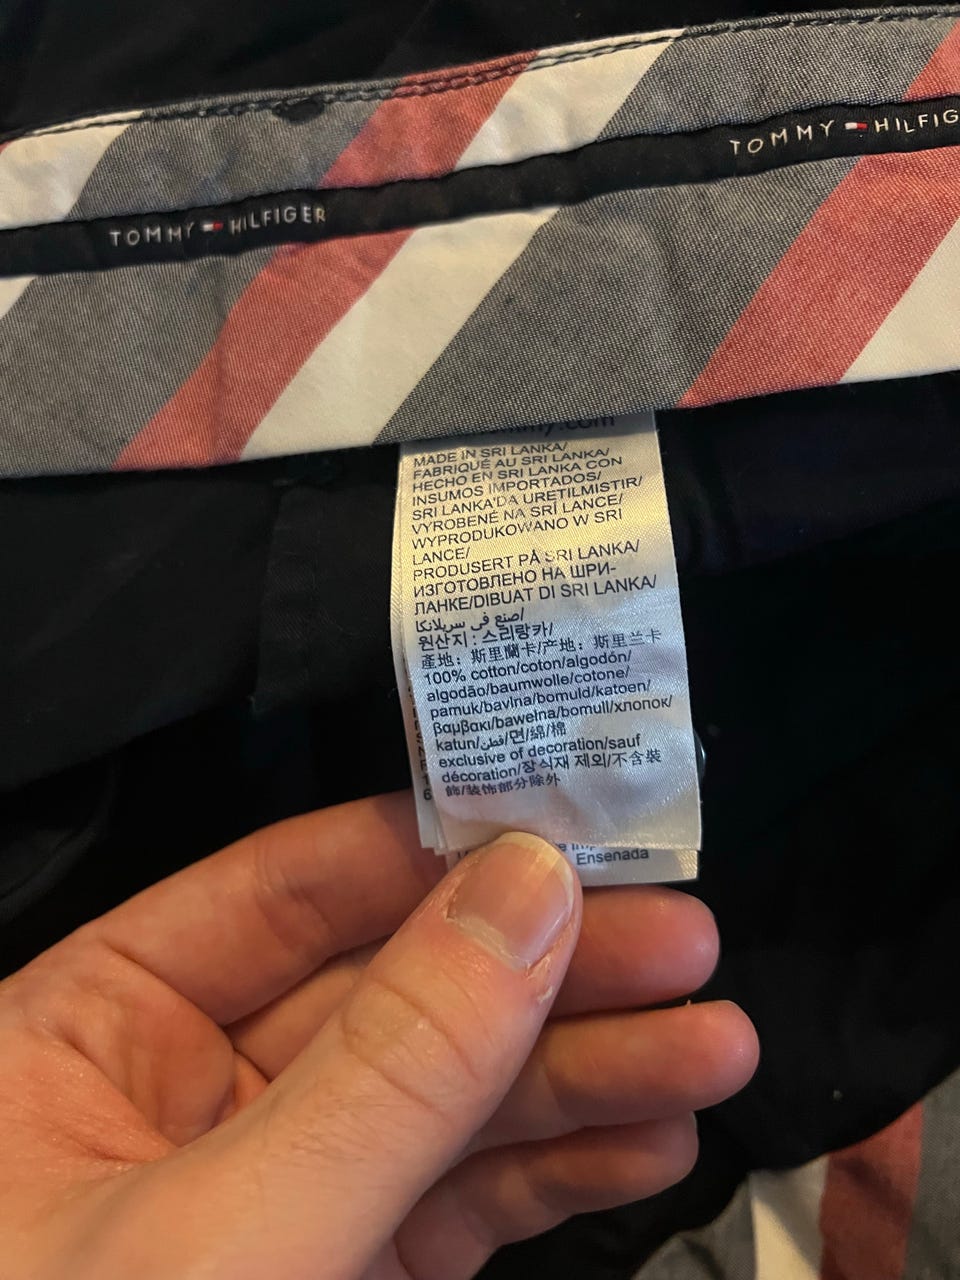 TOMMY HILFIG
TOMMY HILFIGER
MADE IN SRI LANKA/
FABRIQUÉ AU SRI LANKA/
HECHO EN SRI LANKA CON
INSUMOS IMPORTADOS/
SRI LANKA'DA URETILMISTIR/
VYROBENÉ NA SRÍ LANCE/
WYPRODUKOWANO W SRI
LANCE/
PRODUSERT PÅ SRI LANKA/
ИЗГОТОВЛЕНО НА ШРИ-
ЛАНКЕ/DIBUAT DI SRI LANKA/
صنع في سريلانكا/
원산지 : 스리랑카/
產地：斯里蘭卡/产地：斯里兰卡
100% cotton/coton/algodón/
algodão/baumwolle/cotone/
pamuk/bavlna/bomuld/katoen/
βαμβακι/bawełna/bomull/хлопок/
katun/قطن/면/綿/棉
exclusive of decoration/sauf
décoration/장식재 제외/不含裝
飾/装饰部分除外
Ensenada